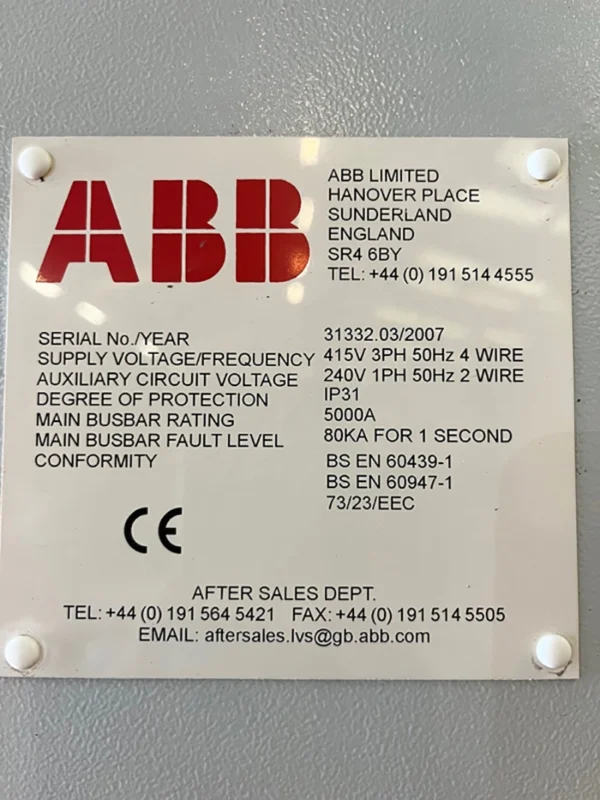 ABB
ABB LIMITED
HANOVER PLACE
SUNDERLAND
ENGLAND
SR4 6BY
TEL: +44 (0) 191 514 4555
SERIAL No./YEAR 31332.03/2007
SUPPLY VOLTAGE/FREQUENCY 415V 3PH 50Hz 4 WIRE
AUXILIARY CIRCUIT VOLTAGE 240V 1PH 50Hz 2 WIRE
DEGREE OF PROTECTION IP31
MAIN BUSBAR RATING 5000A
MAIN BUSBAR FAULT LEVEL 80KA FOR 1 SECOND
CONFORMITY BS EN 60439-1
BS EN 60947-1
73/23/EEC
CE
AFTER SALES DEPT.
TEL: +44 (0) 191 564 5421 FAX: +44 (0) 191 514 5505
EMAIL: aftersales.lvs@gb.abb.com